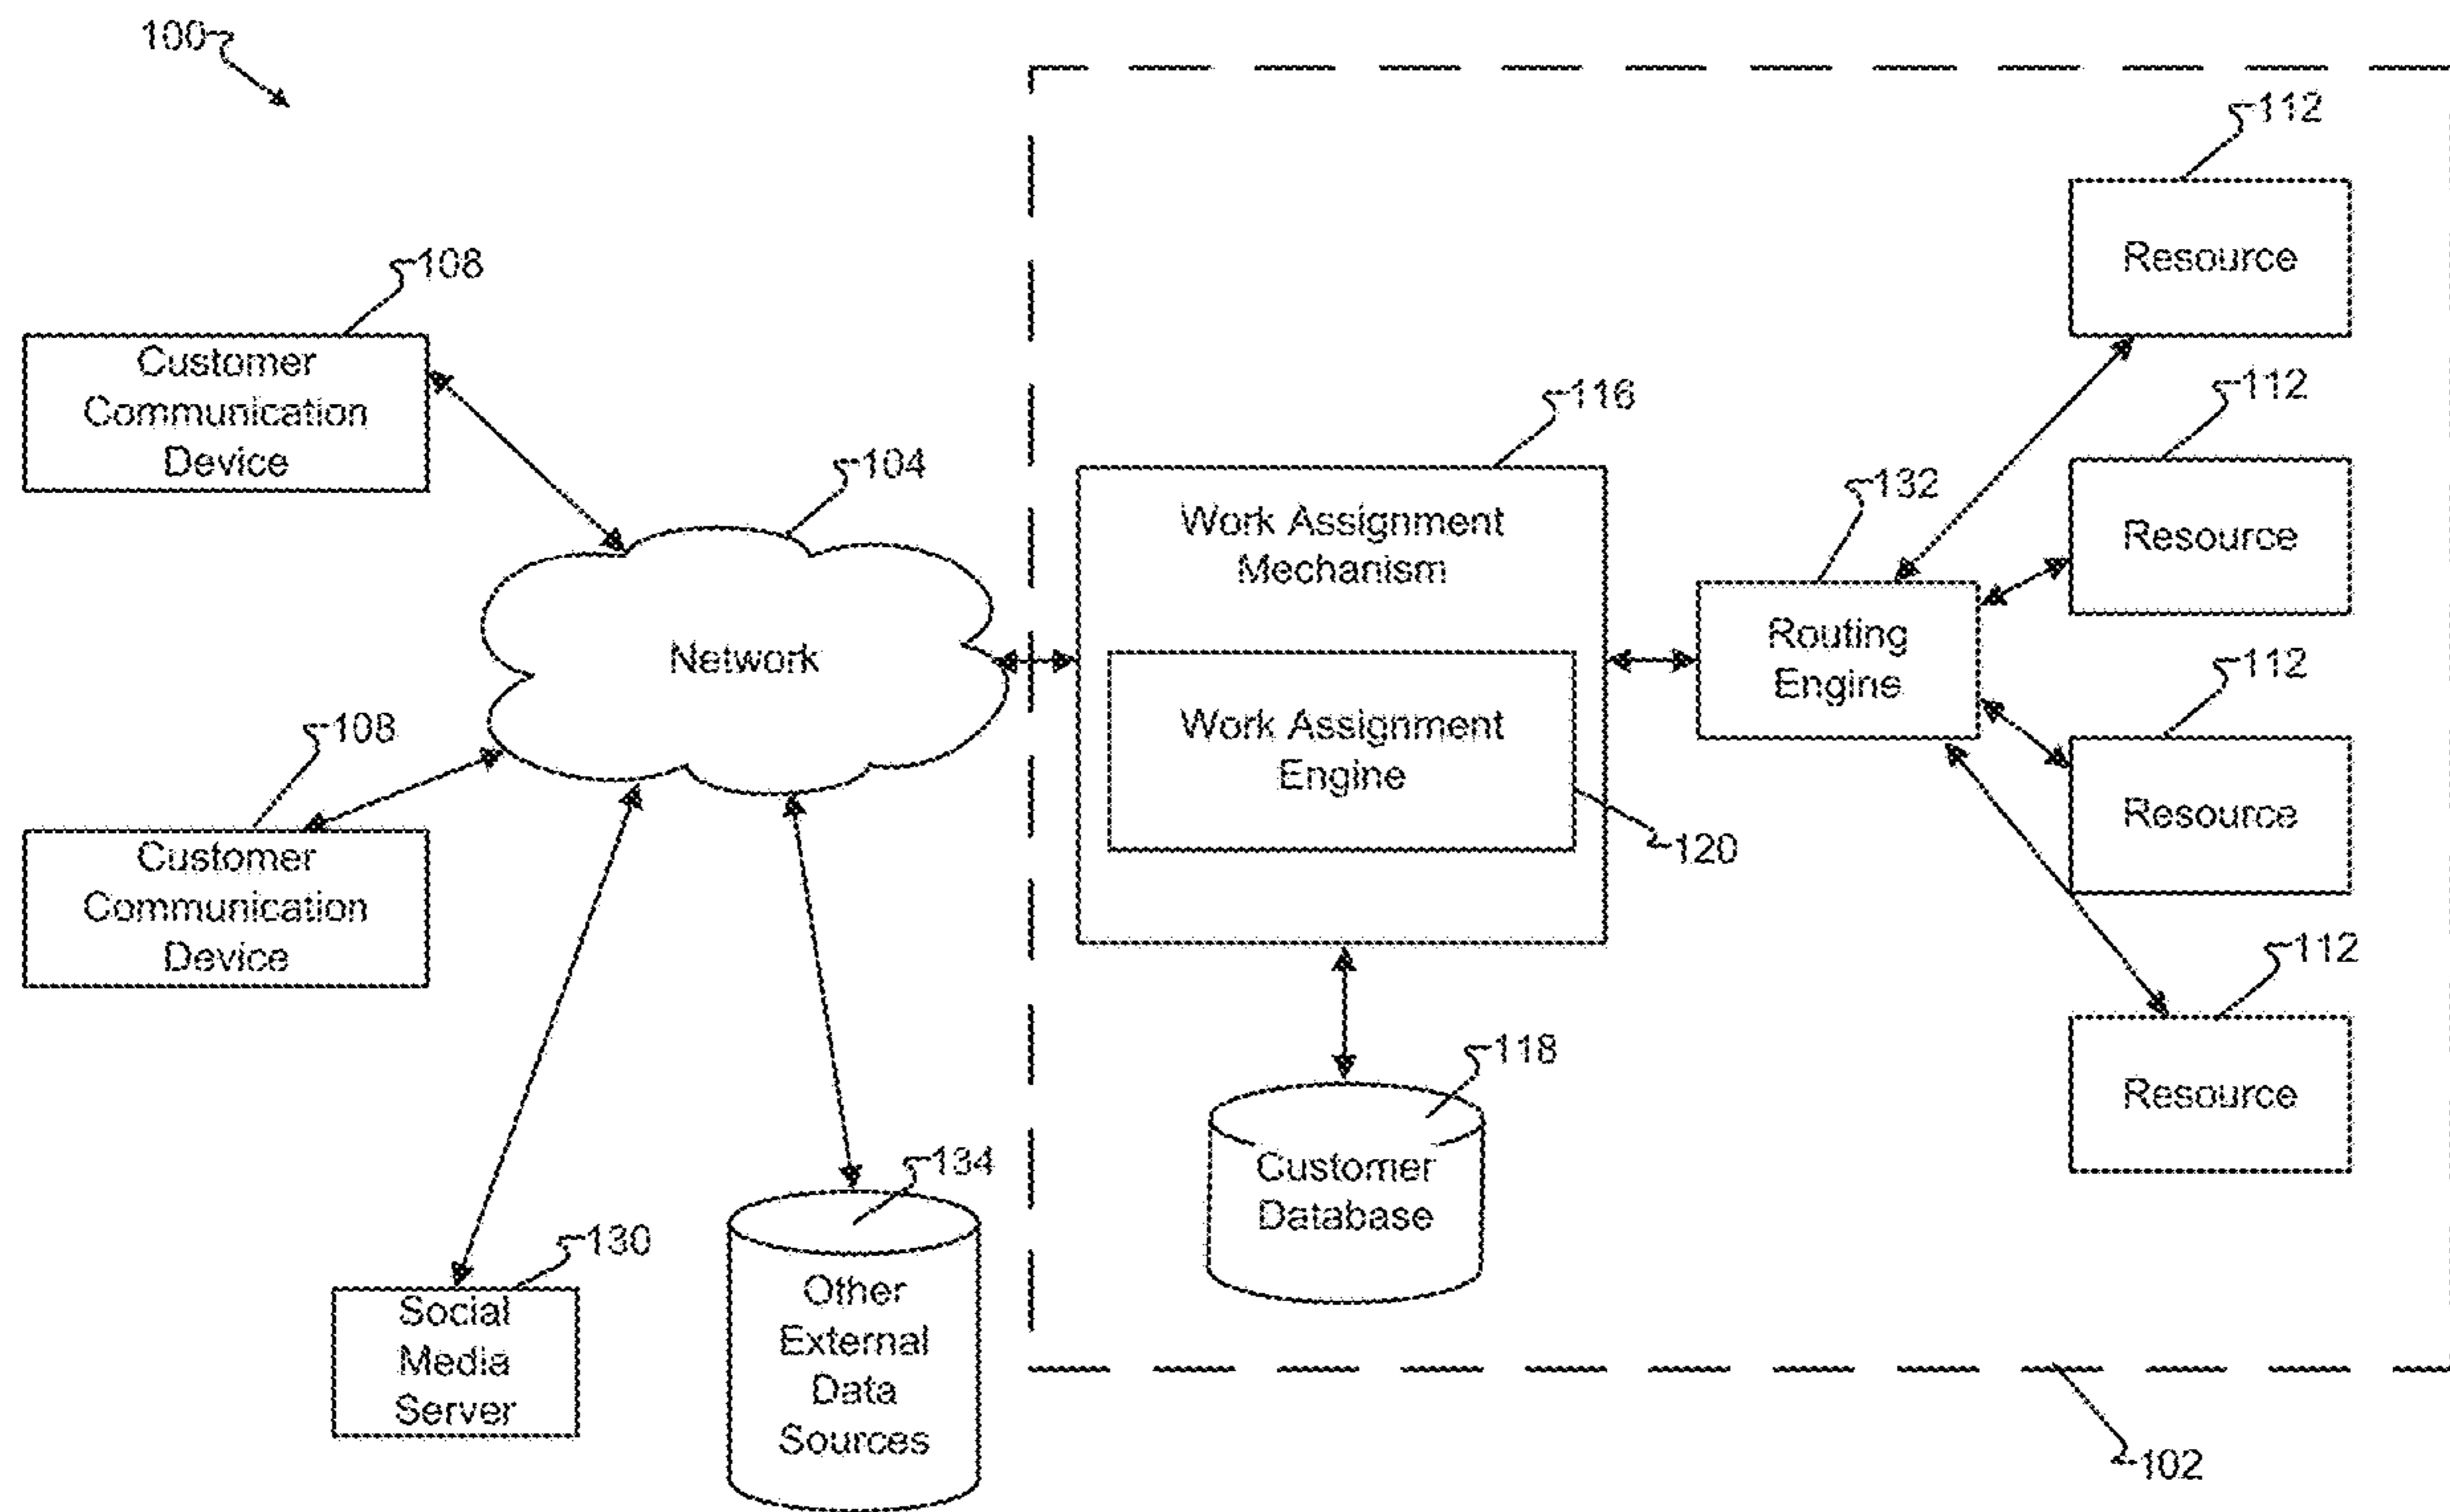 100
112
Resource
108
Customer
Communication
Device
112
116
104
132
Resource
Work Assignment
Mechanism
Routing
Engine
Network
112
108
Work Assignment
Engine
Resource
120
Customer
Communication
Device
112
118
Resource
Customer
Database
134
130
Other
External
Data
Sources
Social
Media
Server
102